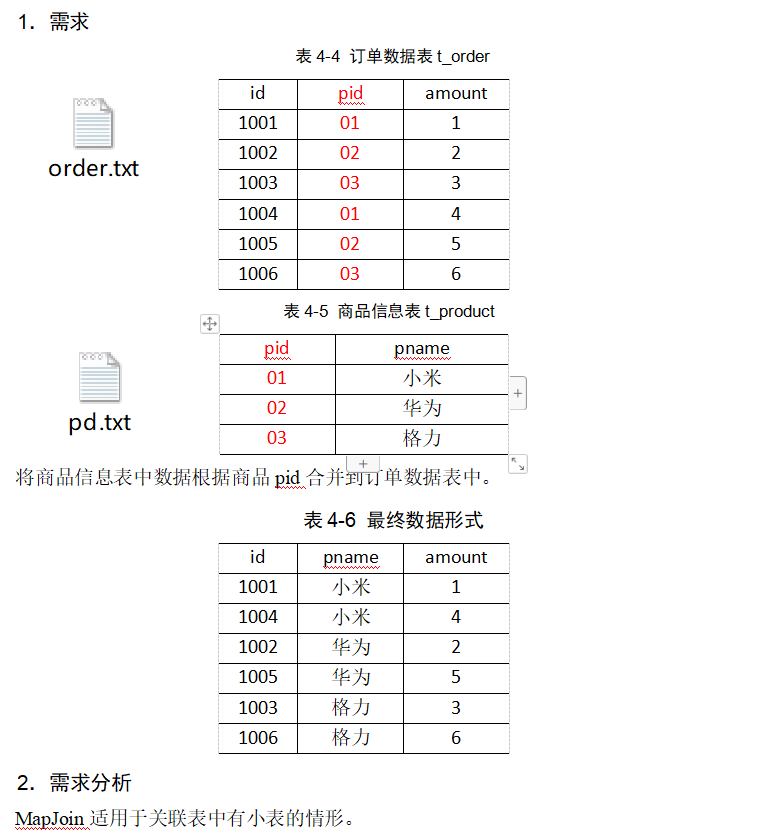 1. 需求
表 4-4 订单数据表 t_order
id pid amount
1001 01 1
1002 02 2
order.txt
1003 03 3
1004 01 4
1005 02 5
1006 03 6
表 4-5 商品信息表 t_product
pid pname
01 小米
02 华为
pd.txt
03 格力
将商品信息表中数据根据商品 pid 合并到订单数据表中。
表 4-6 最终数据形式
id pname amount
1001 小米 1
1004 小米 4
1002 华为 2
1005 华为 5
1003 格力 3
1006 格力 6
2. 需求分析
MapJoin 适用于关联表中有小表的情形。